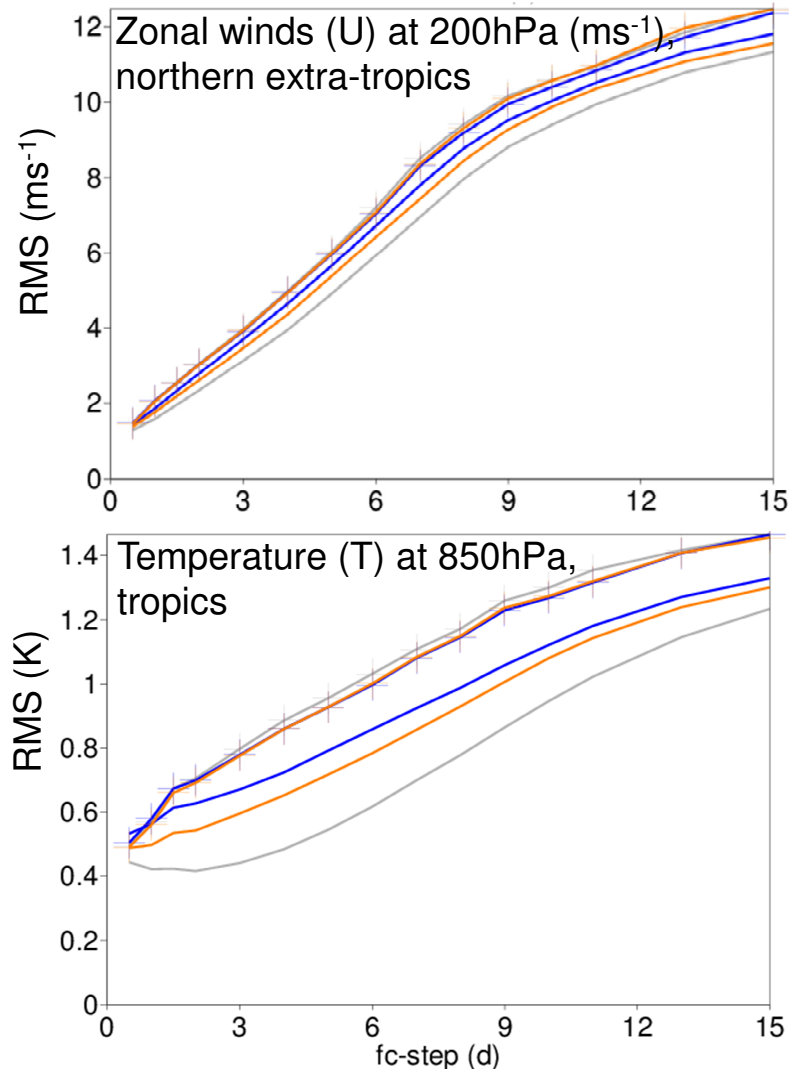 Zonal winds (U) at 200hPa (ms⁻¹),
northern extra-tropics
RMS (ms⁻¹)
12
10
8
6
4
2
0
0 3 6 9 12 15
Temperature (T) at 850hPa,
tropics
RMS (K)
1.4
1.2
1
0.8
0.6
0.4
0.2
0
0 3 6 9 12 15
fc-step (d)